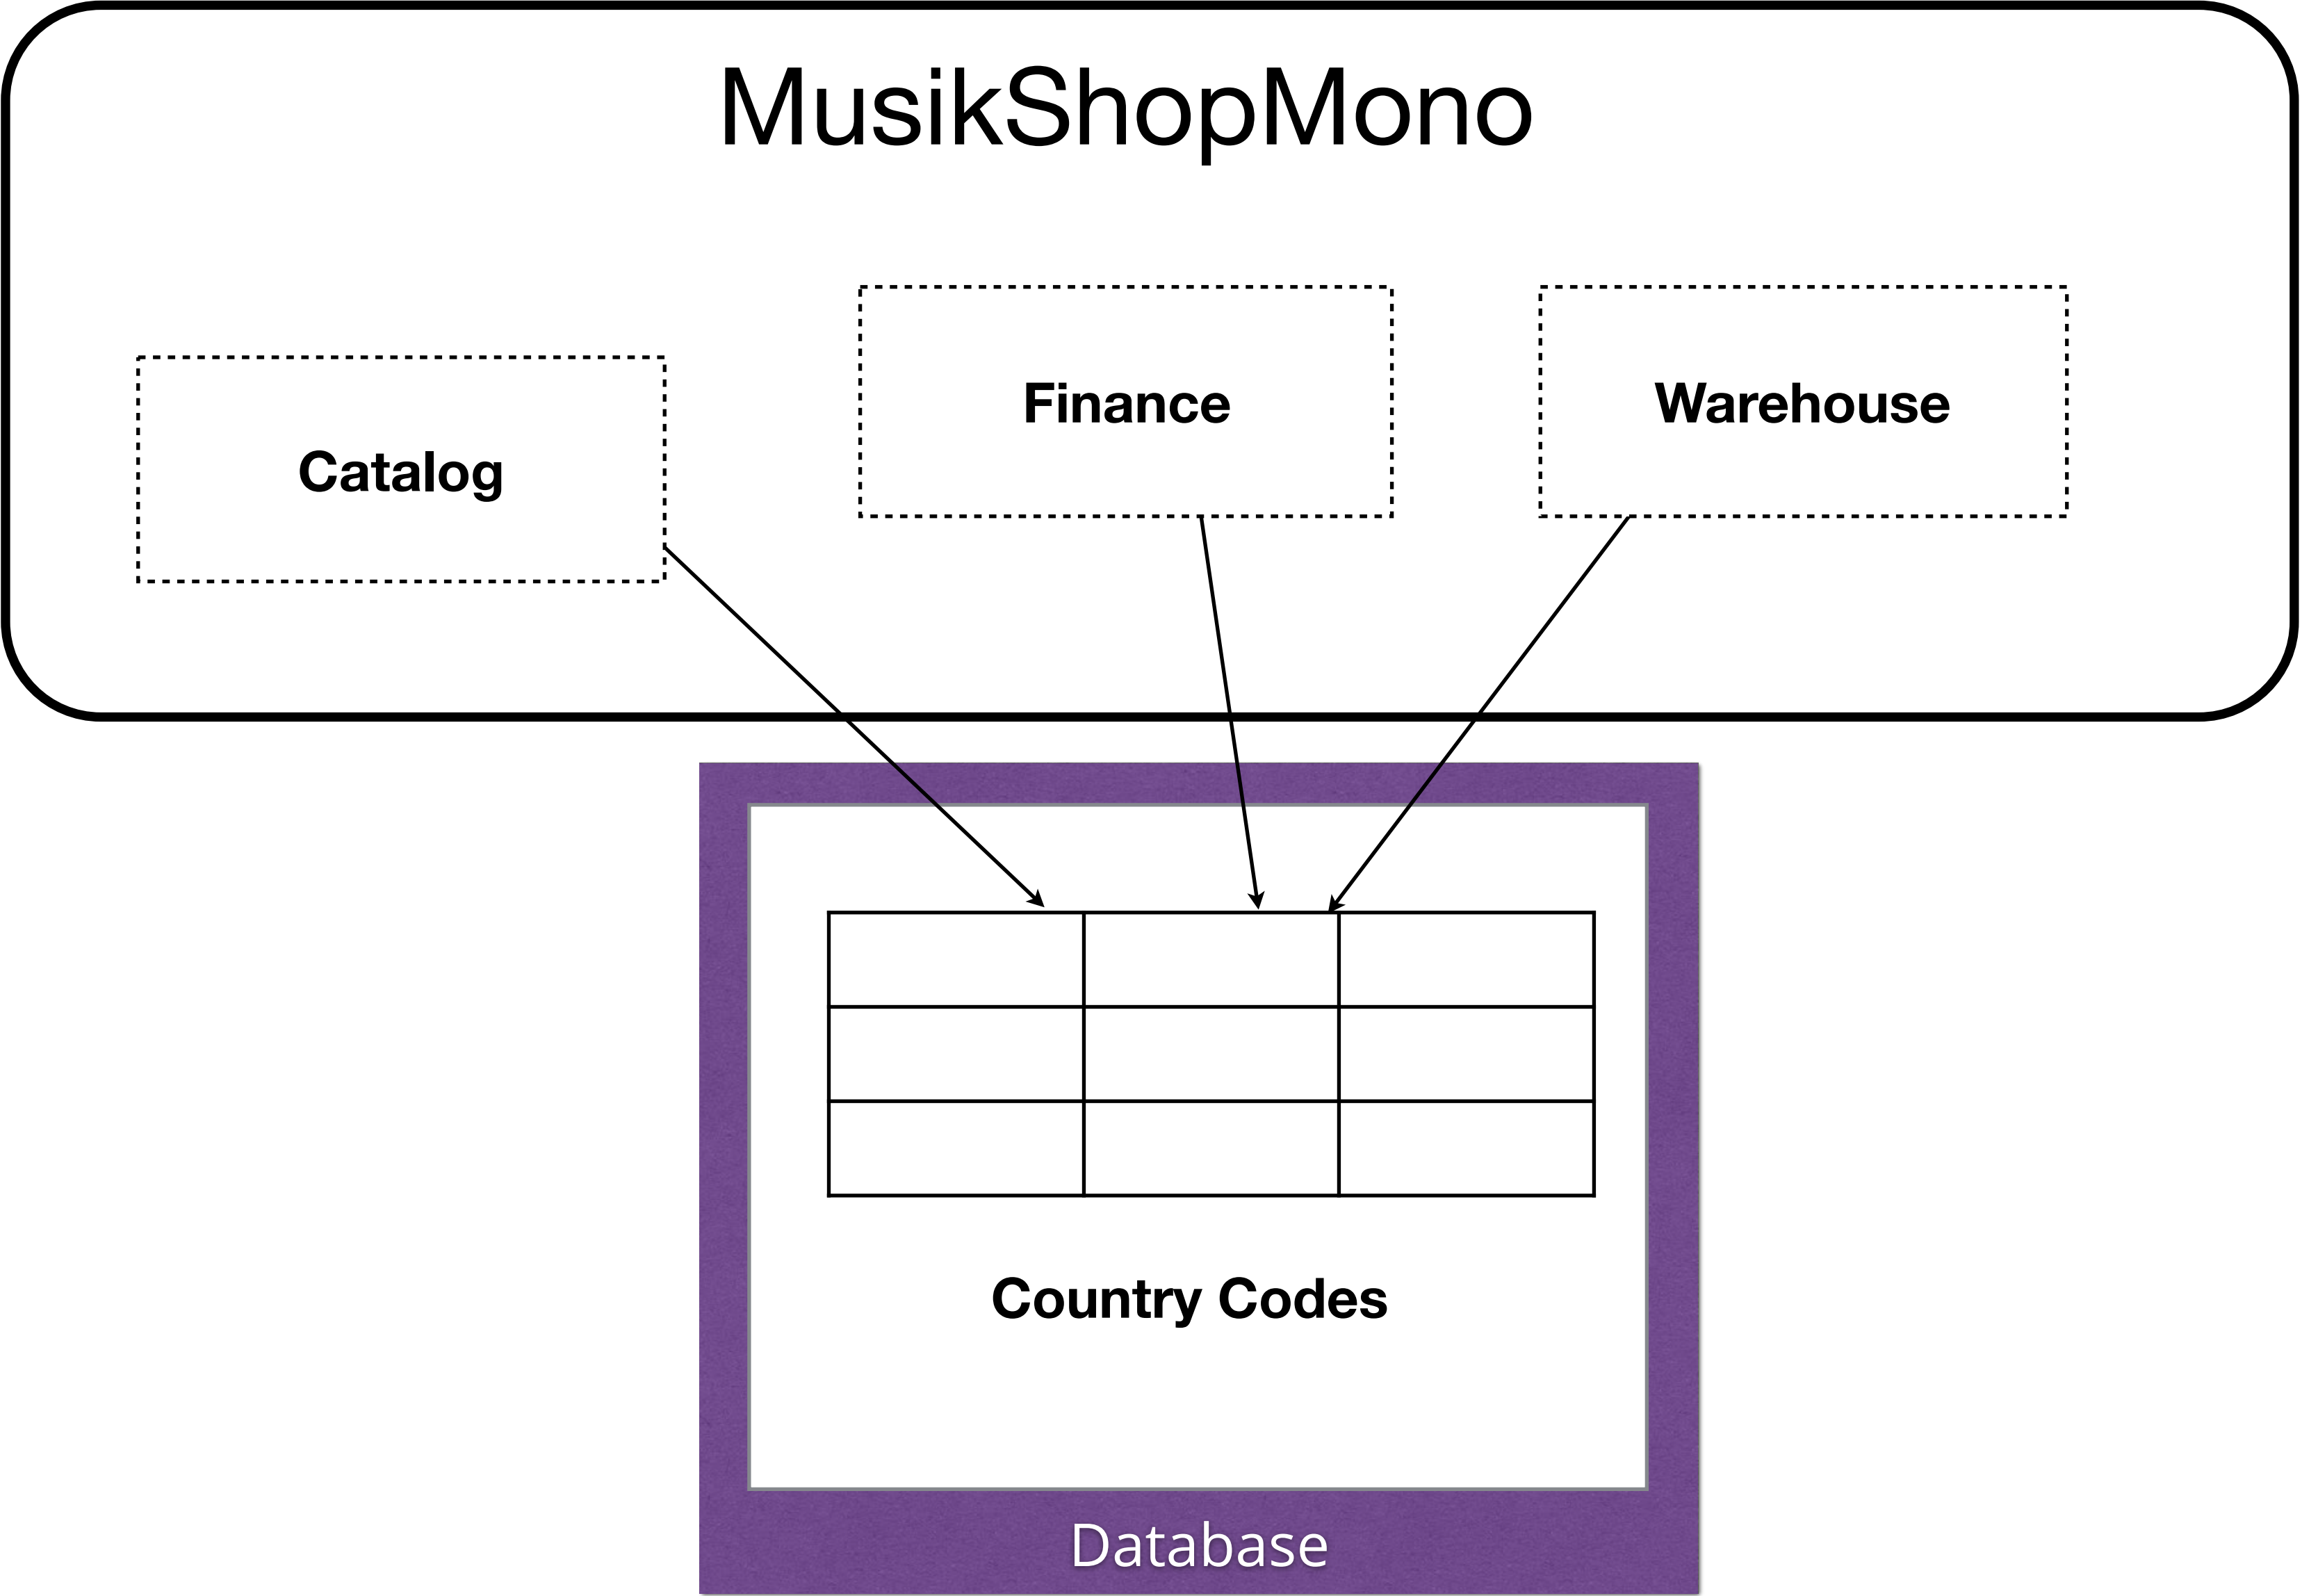 MusikShopMono
Catalog
Finance
Warehouse
Country Codes
Database